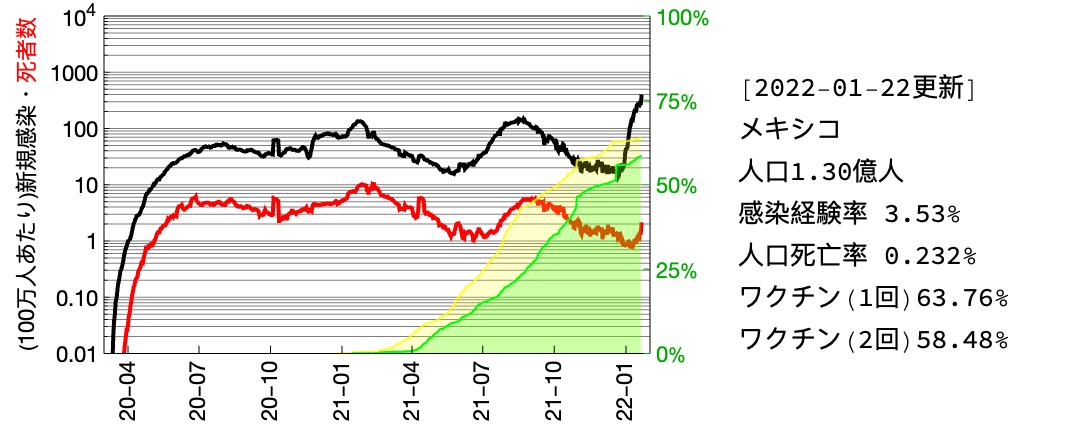 (100万人あたり)新規感染・死者数
10^4
1000
100
10
1
0.10
0.01
100%
75%
50%
25%
0%
20-04
20-07
20-10
21-01
21-04
21-07
21-10
22-01
[2022-01-22更新]
メキシコ
人口1.30億人
感染経験率 3.53%
人口死亡率 0.232%
ワクチン(1回)63.76%
ワクチン(2回)58.48%